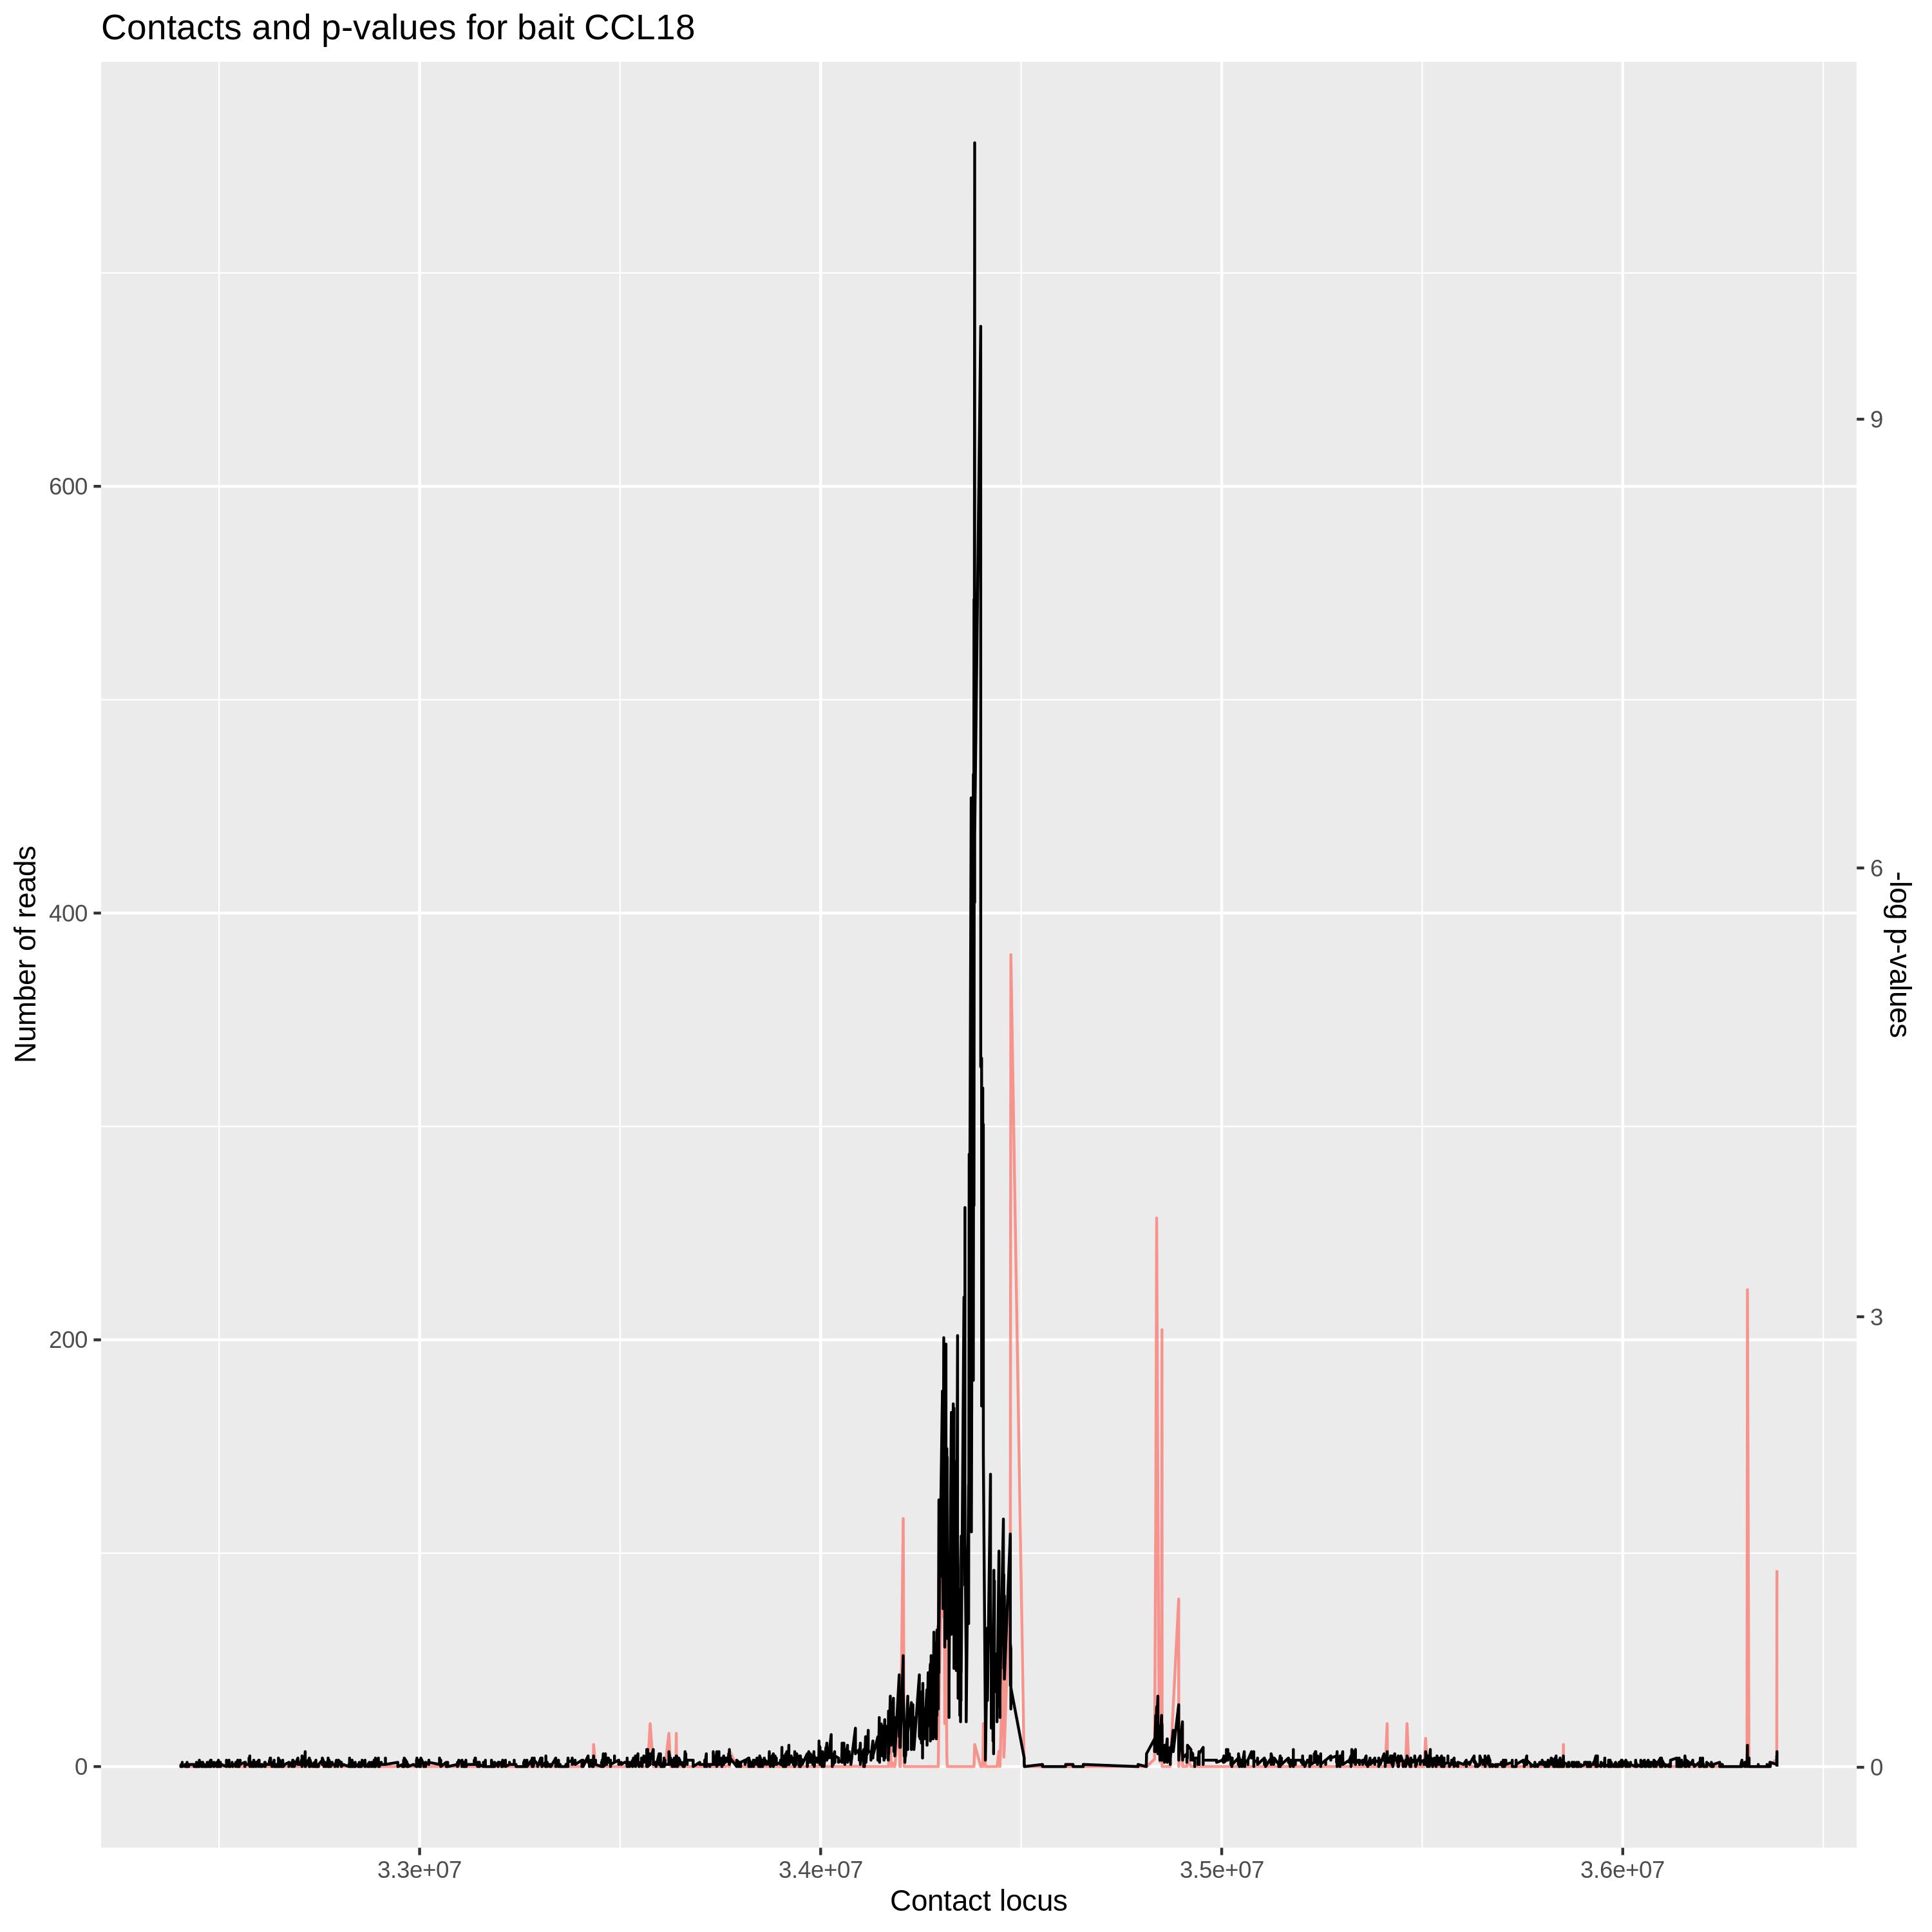 Contacts and p-values for bait CCL18
Number of reads
600
400
200
0
9
6
3
0
-log p-values
3.3e+07 3.4e+07 3.5e+07 3.6e+07
Contact locus